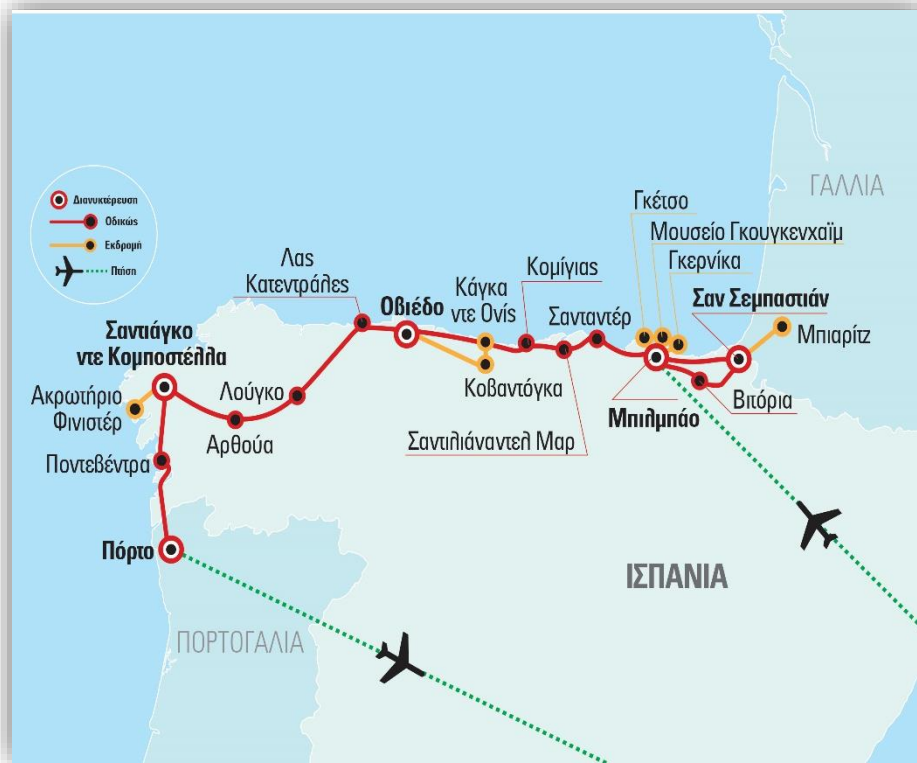 Διανυκτέρευση
Οδικώς
Εκδρομή
Πτήση
ΓΑΛΛΙΑ
Γκέτσο
Μουσείο Γκουγκενχαϊμ
Γκερνίκα
Λας
Κατεντράλες
Οβιέδο
Κάγκα
ντε Ονίς
Κομίγιας
Σανταντέρ
Σαν Σεμπαστιάν
Μπιαρίτζ
Σαντιάγκο
ντε Κομποστέλλα
Ακρωτήριο
Φινιστέρ
Λούγκο
Αρθούα
Κοβαντόγκα
Σαντιλιάναντελ Μαρ
Μπιλμπάο
Βιτόρια
Ποντεβέντρα
Πόρτο
ΙΣΠΑΝΙΑ
ΠΟΡΤΟΓΑΛΙΑ